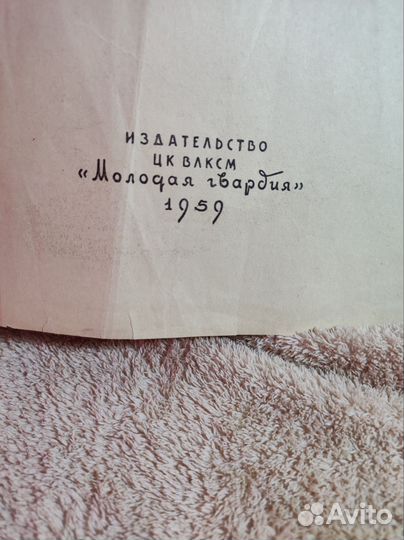 ИЗДАТЕЛЬСТВО
ЦК ВЛКСМ
«Молодая гвардия»
1959
Avito